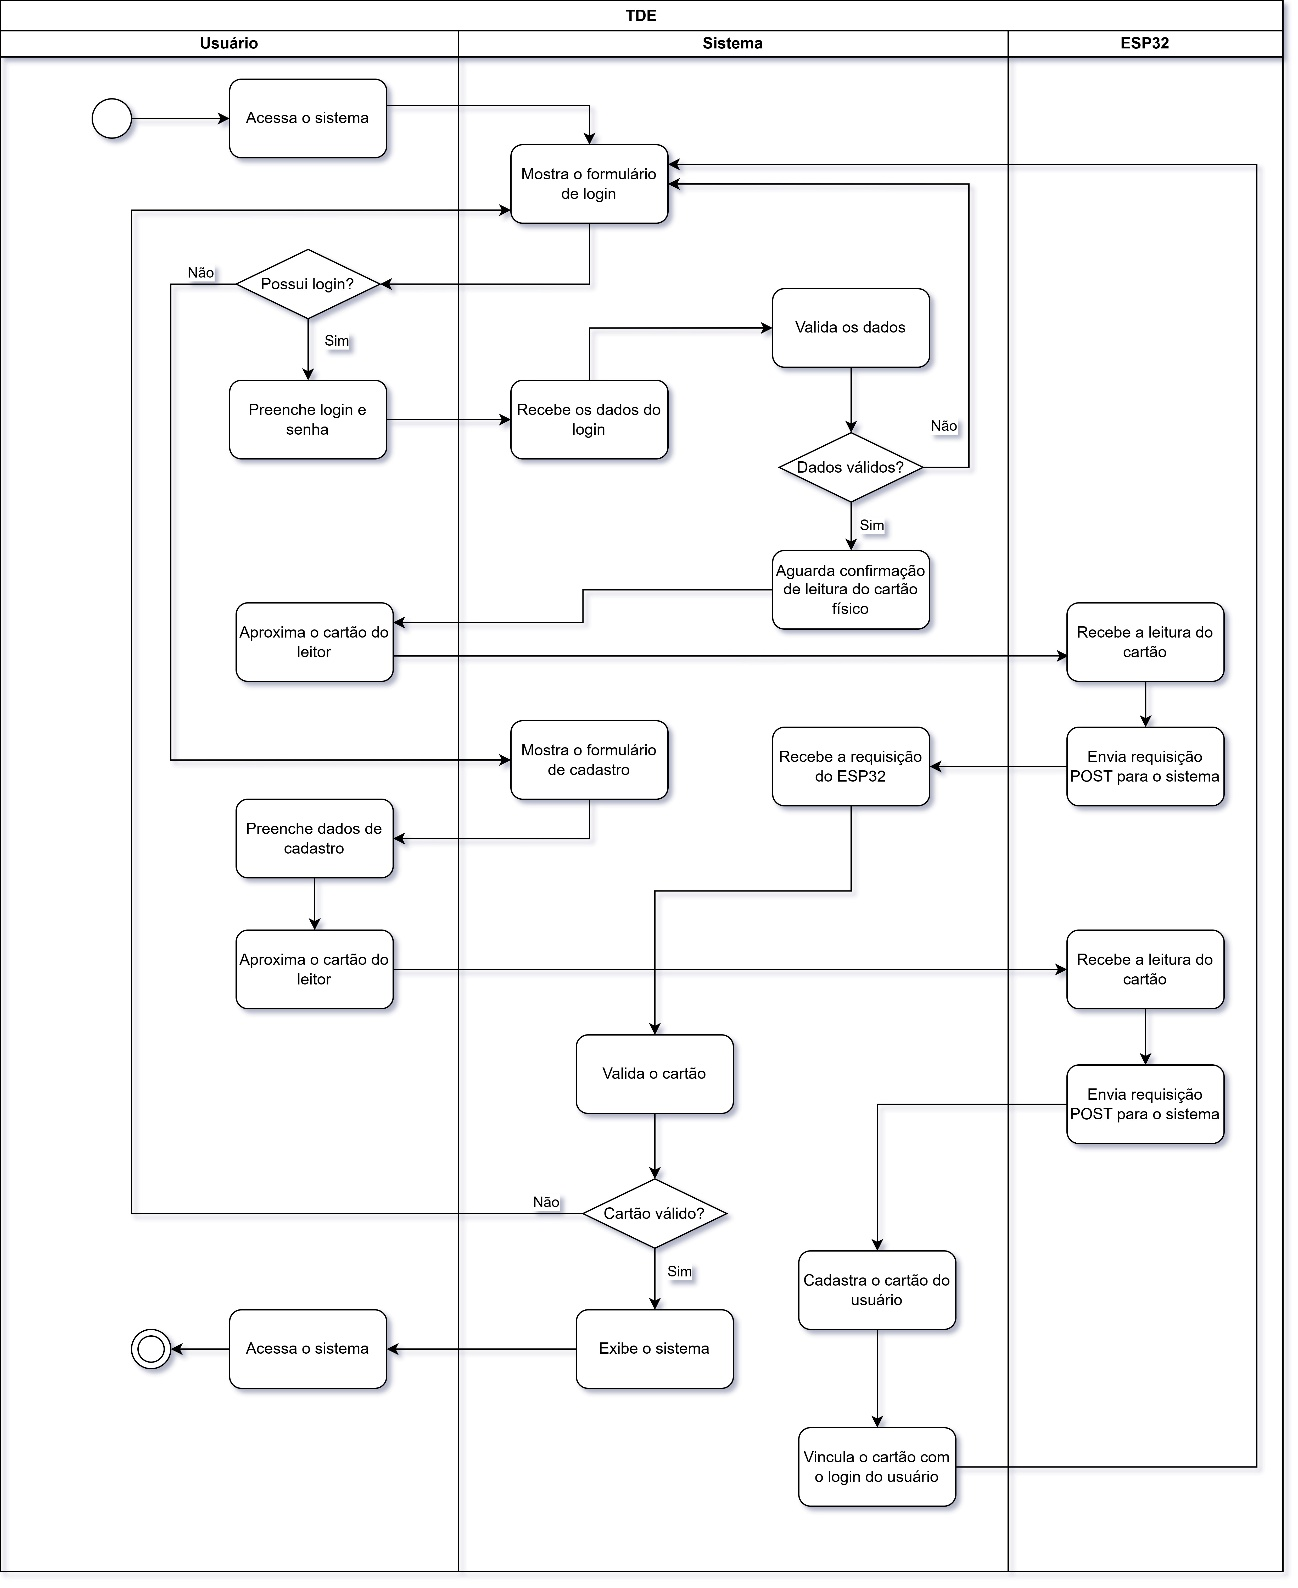 TDE
Usuário
Sistema
ESP32
Acessa o sistema
Mostra o formulário
de login
Não
Possui login?
Sim
Valida os dados
Preenche login e
senha
Recebe os dados do
login
Não
Dados válidos?
Sim
Aguarda confirmação
de leitura do cartão
físico
Aproxima o cartão do
leitor
Recebe a leitura do
cartão
Mostra o formulário
de cadastro
Recebe a requisição
do ESP32
Envia requisição
POST para o sistema
Preenche dados de
cadastro
Aproxima o cartão do
leitor
Recebe a leitura do
cartão
Valida o cartão
Envia requisição
POST para o sistema
Não
Cartão válido?
Sim
Cadastra o cartão do
usuário
Acessa o sistema
Exibe o sistema
Vincula o cartão com
o login do usuário